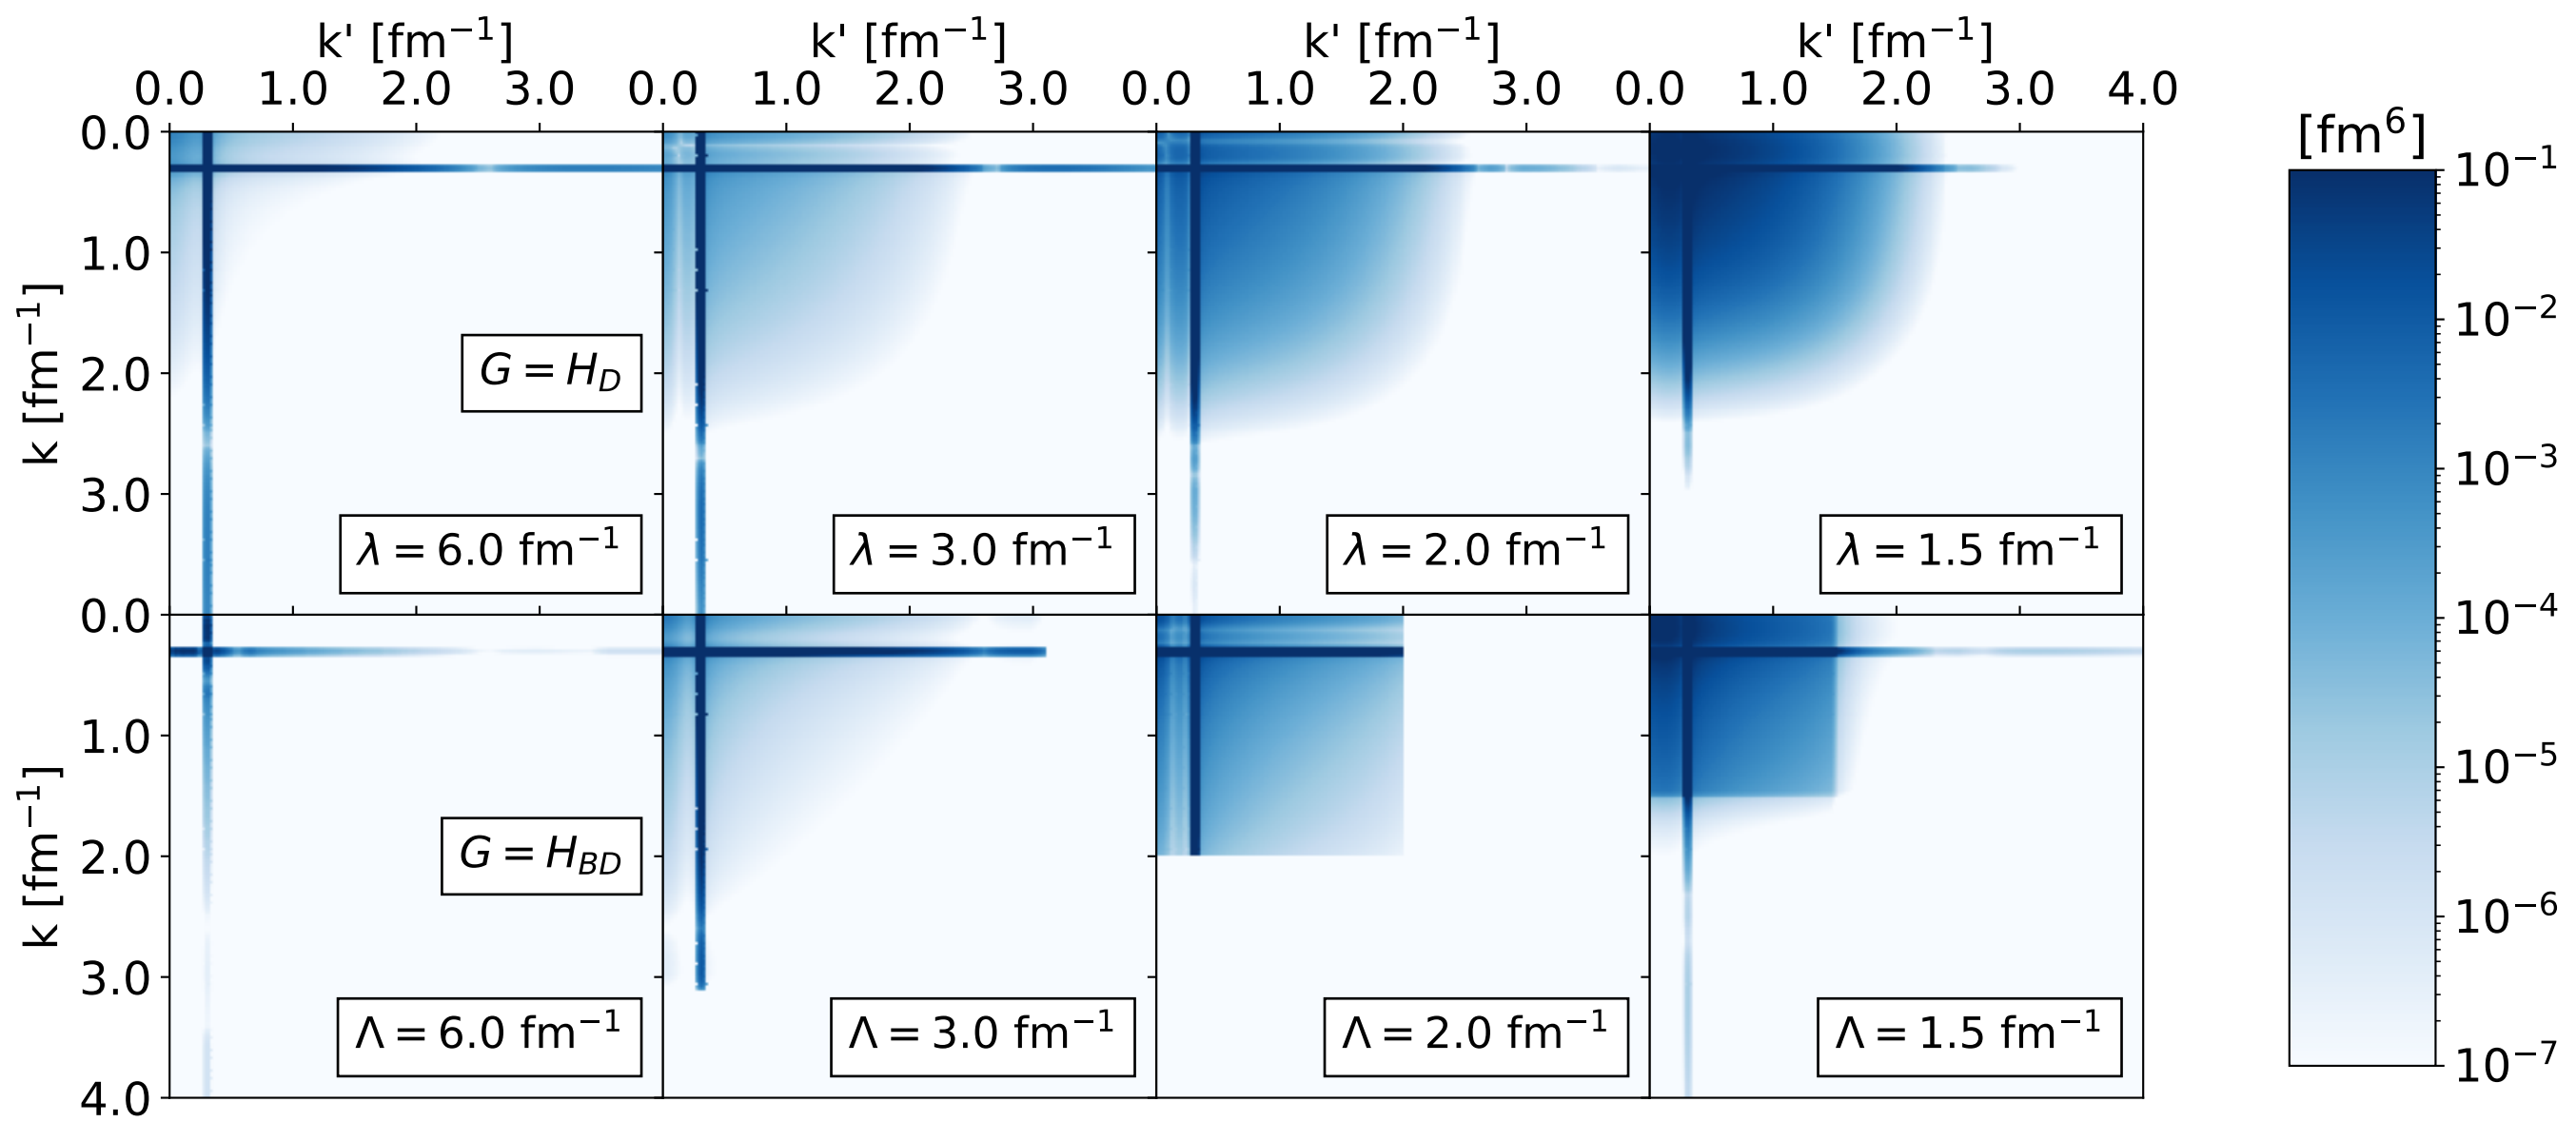 k' [fm⁻¹] k' [fm⁻¹] k' [fm⁻¹] k' [fm⁻¹]
0.0 1.0 2.0 3.0 0.0 1.0 2.0 3.0 0.0 1.0 2.0 3.0 0.0 1.0 2.0 3.0 4.0
k [fm⁻¹]
0.0
1.0
2.0
3.0
G = H_D
λ = 6.0 fm⁻¹
λ = 3.0 fm⁻¹
λ = 2.0 fm⁻¹
λ = 1.5 fm⁻¹
k [fm⁻¹]
0.0
1.0
2.0
3.0
4.0
G = H_BD
Λ = 6.0 fm⁻¹
Λ = 3.0 fm⁻¹
Λ = 2.0 fm⁻¹
Λ = 1.5 fm⁻¹
[fm⁶]
10⁻¹
10⁻²
10⁻³
10⁻⁴
10⁻⁵
10⁻⁶
10⁻⁷